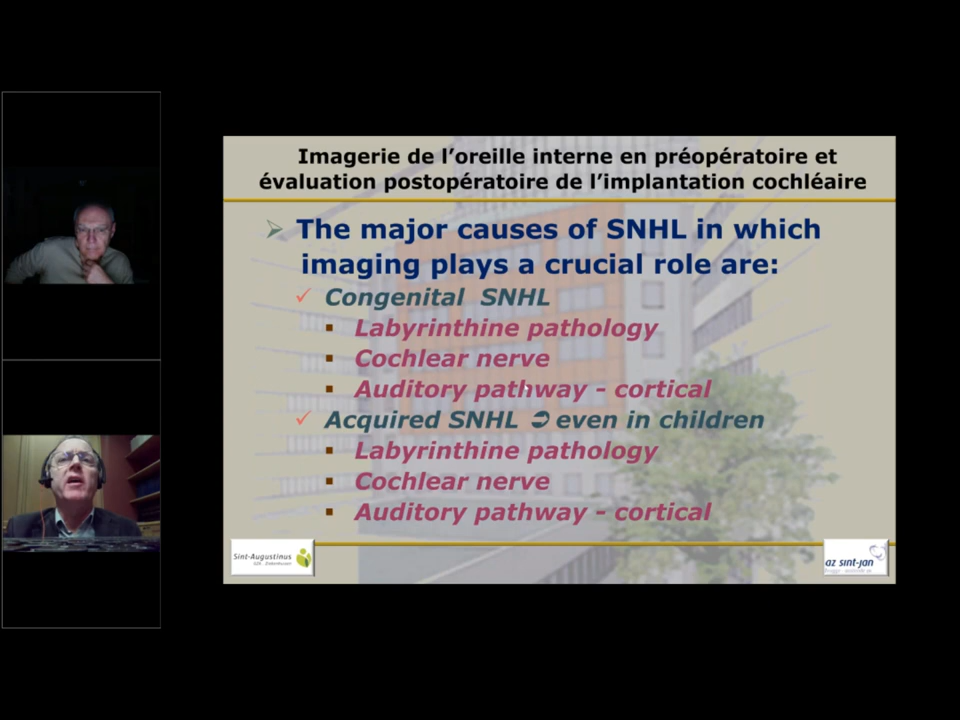 Imagerie de l'oreille interne en préopératoire et
évaluation postopératoire de l'implantation cochléaire
The major causes of SNHL in which
imaging plays a crucial role are:
Congenital SNHL
Labyrinthine pathology
Cochlear nerve
Auditory pathway - cortical
Acquired SNHL ➲ even in children
Labyrinthine pathology
Cochlear nerve
Auditory pathway - cortical
Sint-Augustinus
az sint-jan